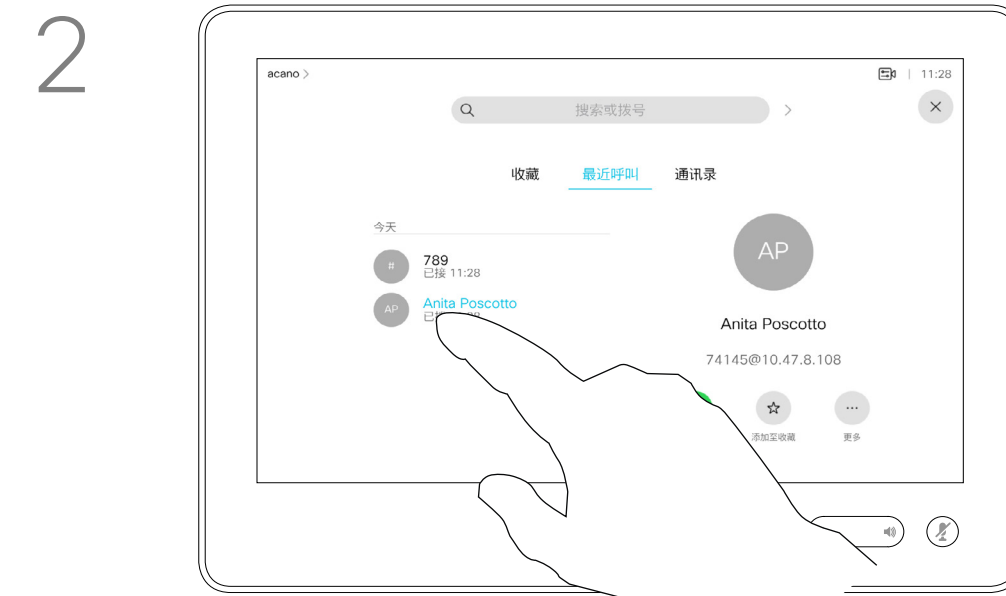 2
acano >
11:28
搜索或拨号
收藏 最近呼叫 通讯录
今天
#
789
已接 11:28
AP
Anita Poscotto
AP
Anita Poscotto
74145@10.47.8.108
添加至收藏
更多